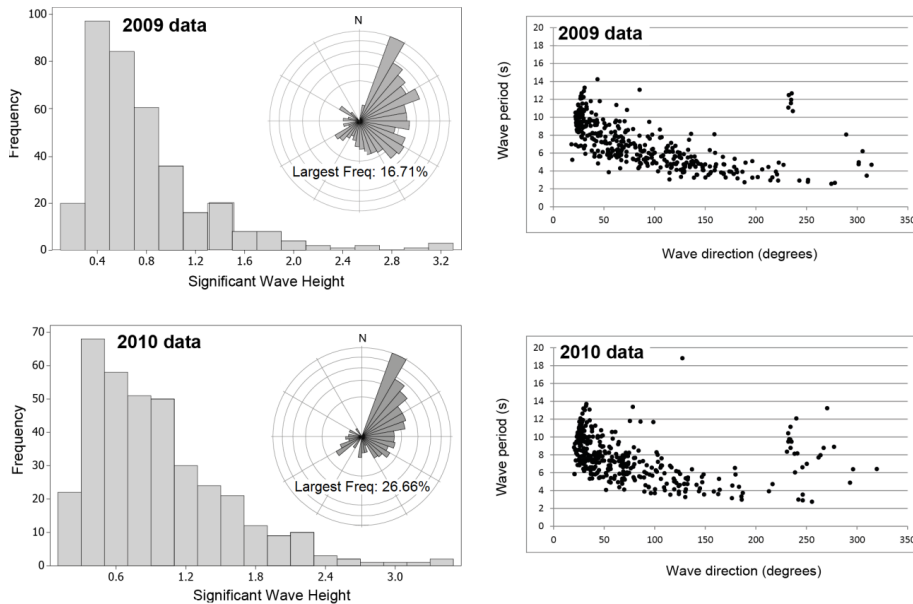 2009 data
100
80
60
40
20
0
Frequency
0.4 0.8 1.2 1.6 2.0 2.4 2.8 3.2
Significant Wave Height
N
Largest Freq: 16.71%
2009 data
20
18
16
14
12
10
8
6
4
2
0
Wave period (s)
0 50 100 150 200 250 300 350
Wave direction (degrees)
2010 data
70
60
50
40
30
20
10
0
Frequency
0.6 1.2 1.8 2.4 3.0
Significant Wave Height
N
Largest Freq: 26.66%
2010 data
20
18
16
14
12
10
8
6
4
2
0
Wave period (s)
0 50 100 150 200 250 300 350
Wave direction (degrees)